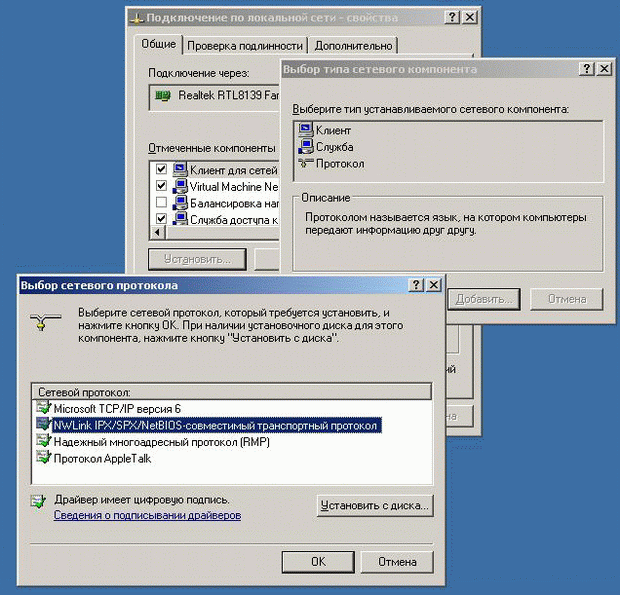 Подключение по локальной сети - свойства
Общие
Проверка подлинности
Дополнительно
Подключение через:
Realtek RTL8139 Fan
Отмеченные компоненты
Клиент для сетей
Virtual Machine Ne
Балансировка наг
Служба доступа к
Установить...
Выбор типа сетевого компонента
Выберите тип устанавливаемого сетевого компонента:
Клиент
Служба
Протокол
Описание
Протоколом называется язык, на котором компьютеры
передают информацию друг другу.
Добавить...
Отмена
Выбор сетевого протокола
Выберите сетевой протокол, который требуется установить, и
нажмите кнопку OK. При наличии установочного диска для этого
компонента, нажмите кнопку "Установить с диска".
Сетевой протокол:
Microsoft TCP/IP версия 6
NWLink IPX/SPX/NetBIOS-совместимый транспортный протокол
Надежный многоадресный протокол (RMP)
Протокол AppleTalk
Драйвер имеет цифровую подпись.
Сведения о подписывании драйверов
Установить с диска...
OK
Отмена